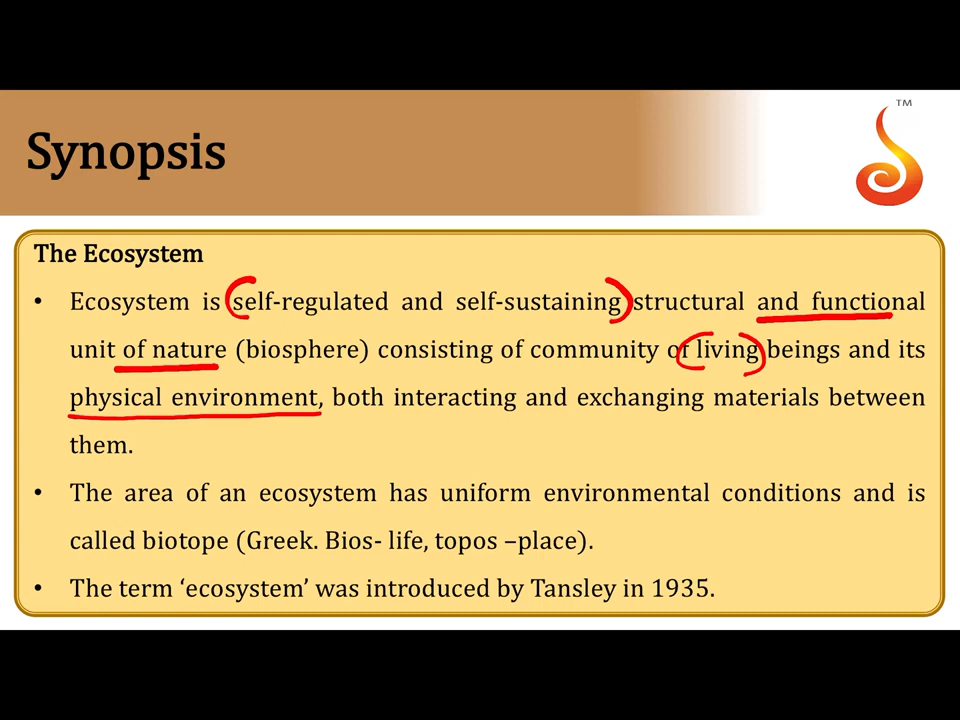 TM
Synopsis
The Ecosystem
• Ecosystem is self-regulated and self-sustaining structural and functional
unit of nature (biosphere) consisting of community of living beings and its
physical environment, both interacting and exchanging materials between
them.
• The area of an ecosystem has uniform environmental conditions and is
called biotope (Greek. Bios- life, topos –place).
• The term ‘ecosystem’ was introduced by Tansley in 1935.